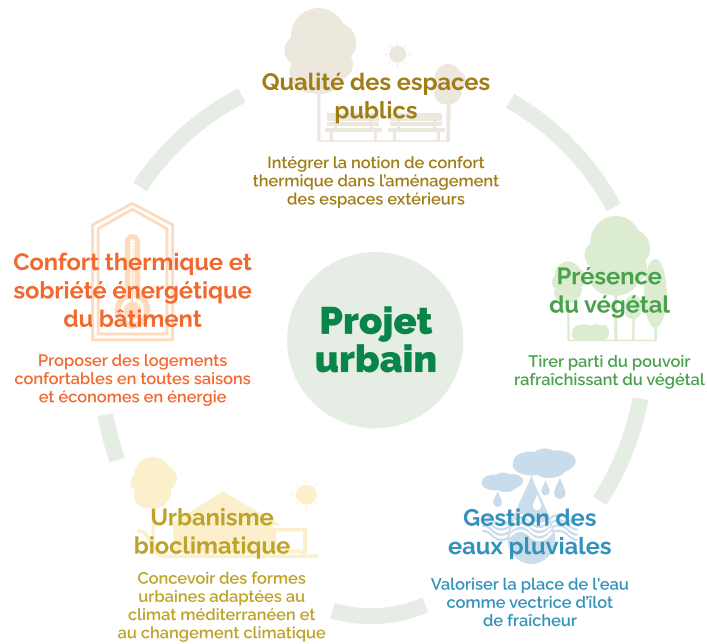 Qualité des espaces
publics
Intégrer la notion de confort
thermique dans l'aménagement
des espaces extérieurs
Présence
du végétal
Tirer parti du pouvoir
rafraîchissant du végétal
Gestion des
eaux pluviales
Valoriser la place de l'eau
comme vectrice d'îlot
de fraîcheur
Urbanisme
bioclimatique
Concevoir des formes
urbaines adaptées au
climat méditerranéen et
au changement climatique
Confort thermique et
sobriété énergétique
du bâtiment
Proposer des logements
confortables en toutes saisons
et économes en énergie
Projet
urbain